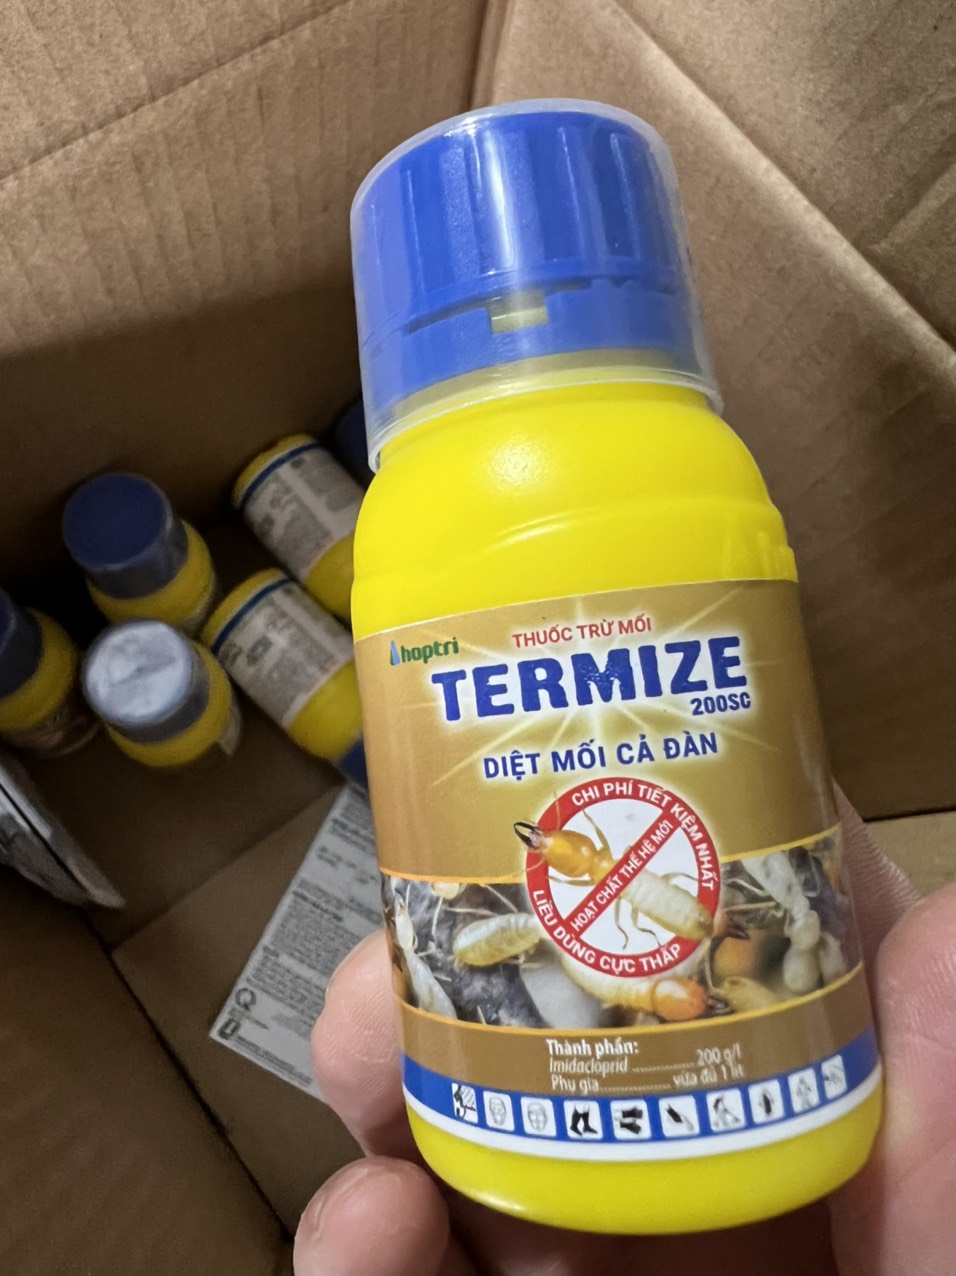 hoptri
THUỐC TRỪ MỐI
TERMIZE
200SC
DIỆT MỐI CẢ ĐÀN
CHI PHÍ TIẾT KIỆM NHẤT
HOẠT CHẤT THẾ HỆ MỚI
LIỀU DÙNG CỰC THẤP
Thành phần:
Imidacloprid .................. 200 g/l
Phụ gia...................... vừa đủ 1 lít